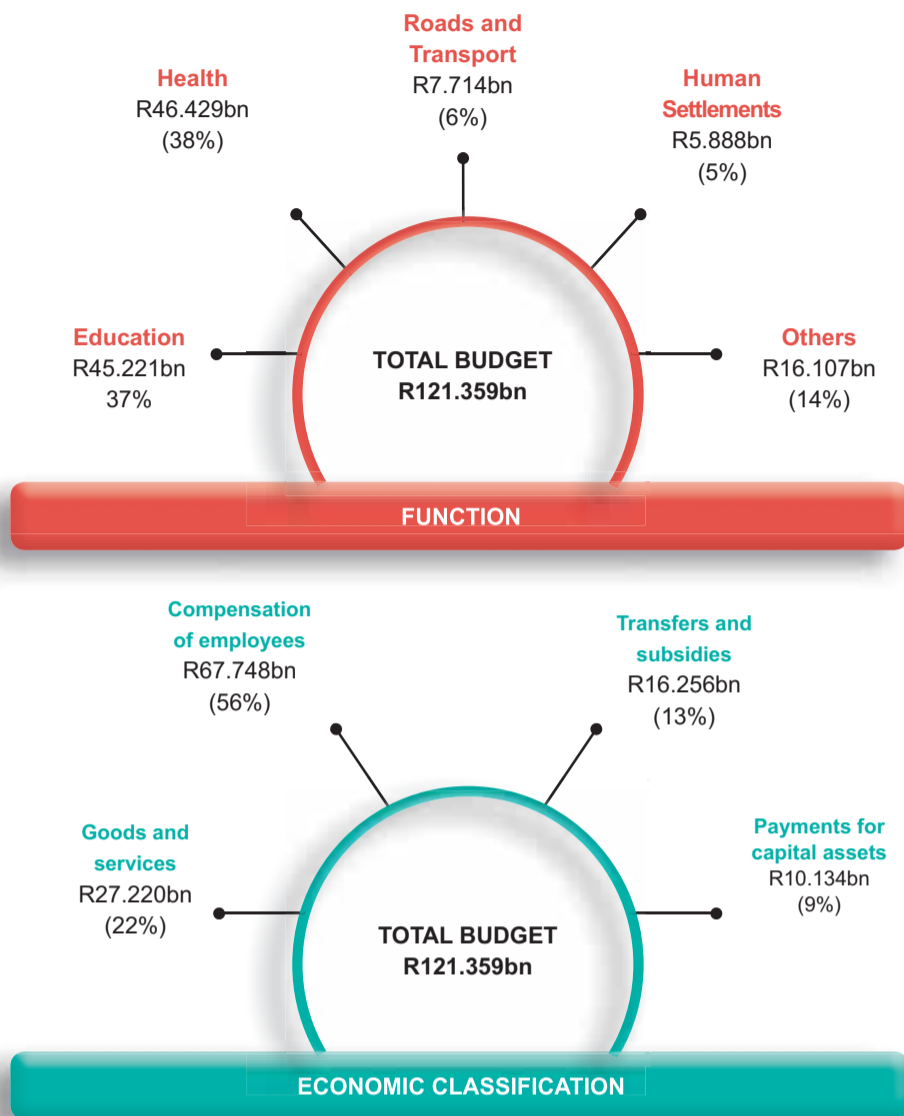 Roads and
Transport
R7.714bn
(6%)
Health
R46.429bn
(38%)
Human
Settlements
R5.888bn
(5%)
Education
R45.221bn
37%
TOTAL BUDGET
R121.359bn
Others
R16.107bn
(14%)
FUNCTION
Compensation
of employees
R67.748bn
(56%)
Transfers and
subsidies
R16.256bn
(13%)
Goods and
services
R27.220bn
(22%)
Payments for
capital assets
R10.134bn
(9%)
TOTAL BUDGET
R121.359bn
ECONOMIC CLASSIFICATION